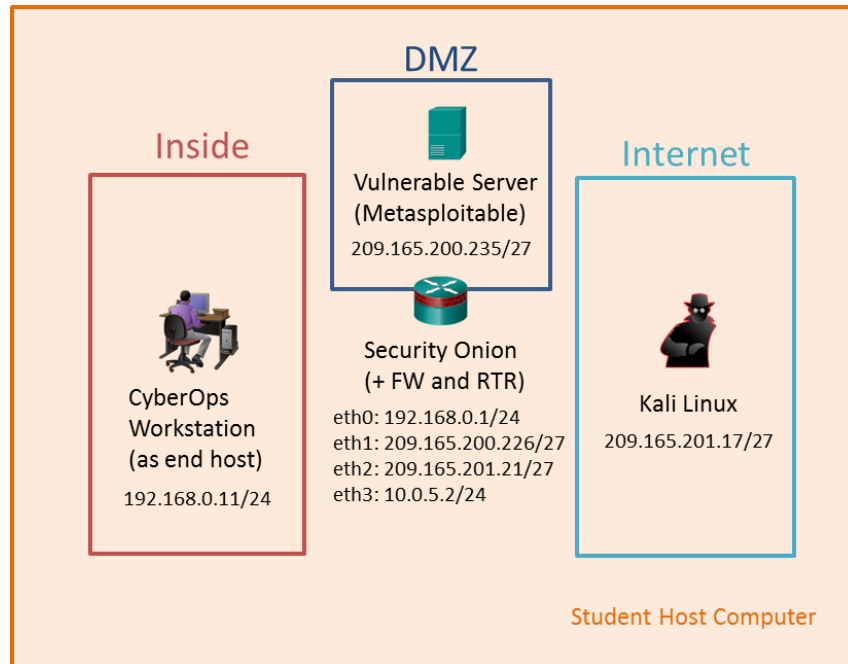 DMZ
Inside
Internet
Vulnerable Server
(Metasploitable)
209.165.200.235/27
Security Onion
(+ FW and RTR)
eth0: 192.168.0.1/24
eth1: 209.165.200.226/27
eth2: 209.165.201.21/27
eth3: 10.0.5.2/24
CyberOps
Workstation
(as end host)
192.168.0.11/24
Kali Linux
209.165.201.17/27
Student Host Computer